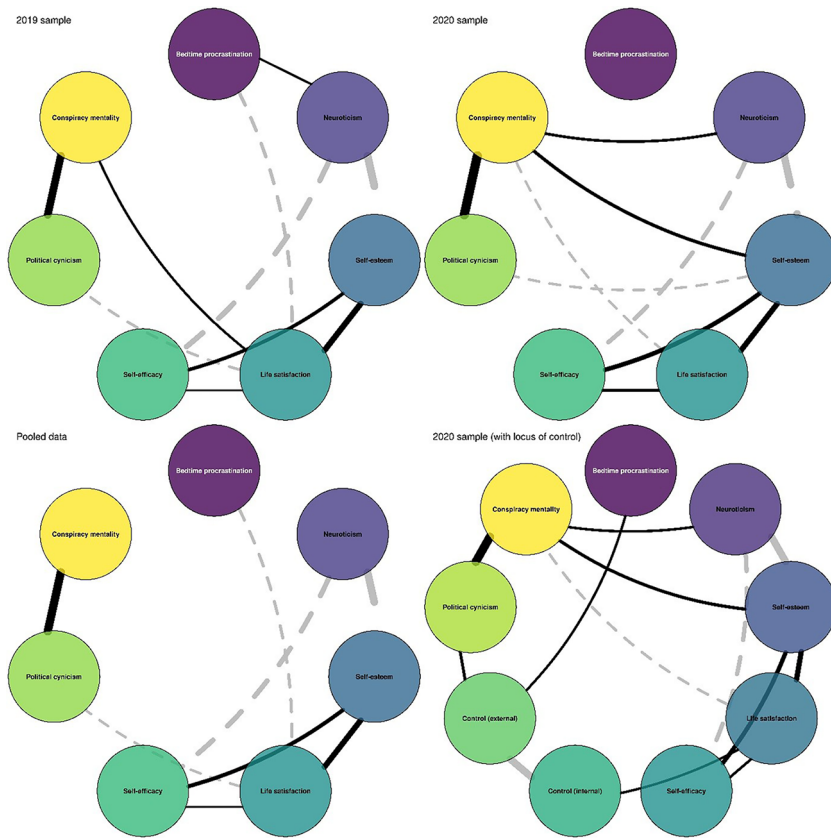 2019 sample
Bedtime procrastination
Conspiracy mentality
Neuroticism
Political cynicism
Self-esteem
Self-efficacy
Life satisfaction
2020 sample
Bedtime procrastination
Conspiracy mentality
Neuroticism
Political cynicism
Self-esteem
Self-efficacy
Life satisfaction
Pooled data
Bedtime procrastination
Conspiracy mentality
Neuroticism
Political cynicism
Self-esteem
Self-efficacy
Life satisfaction
2020 sample (with locus of control)
Bedtime procrastination
Conspiracy mentality
Neuroticism
Political cynicism
Self-esteem
Control (external)
Life satisfaction
Control (internal)
Self-efficacy